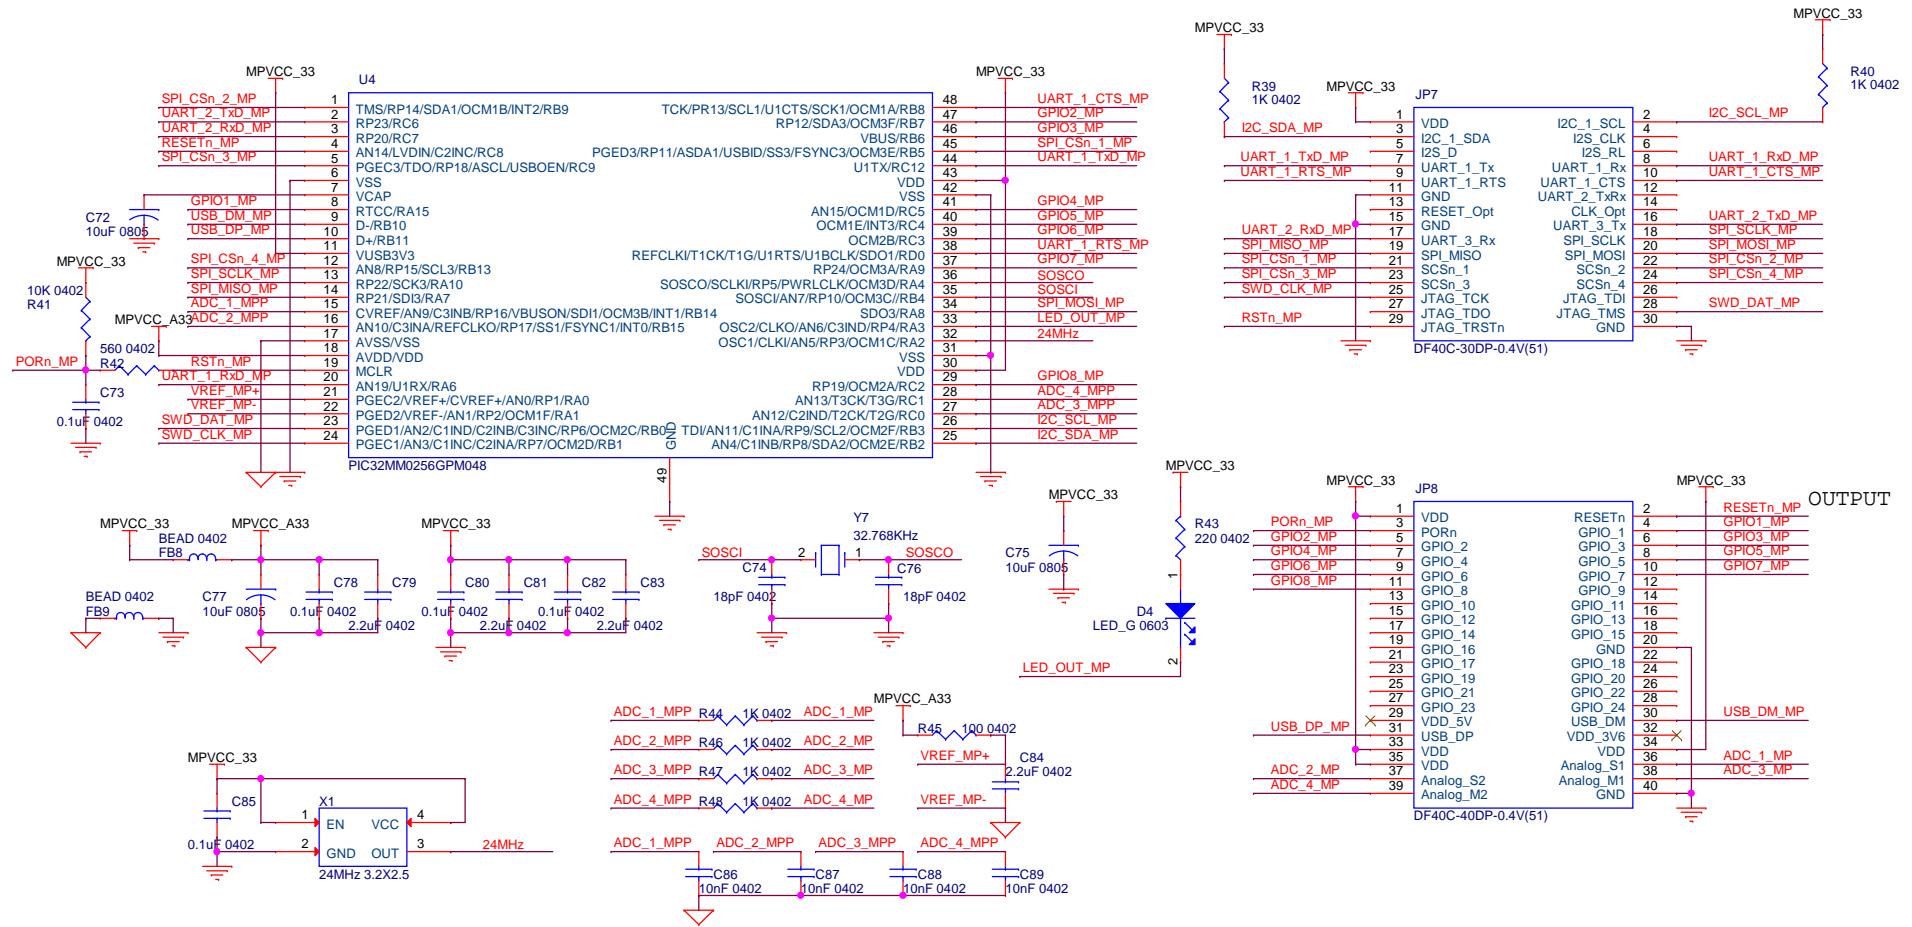 MPVCC_33
U4
PIC32MM0256GPM048
SPI_CSn_2_MP 1 TMS/RP14/SDA1/OCM1B/INT2/RB9
UART_2_TxD_MP 2 RP23/RC6
UART_2_RxD_MP 3 RP20/RC7
RESETn_MP 4 AN14/LVDIN/C2INC/RC8
SPI_CSn_3_MP 5 PGEC3/TDO/RP18/ASCL/USBOEN/RC9
6 VSS
7 VCAP
GPIO1_MP 8 RTCC/RA15
USB_DM_MP 9 D-/RB10
USB_DP_MP 10 D+/RB11
11 VUSB3V3
SPI_CSn_4_MP 12 AN8/RP15/SCL3/RB13
SPI_SCLK_MP 13 RP22/SCK3/RA10
SPI_MISO_MP 14 RP21/SDI3/RA7
ADC_1_MPP 15 CVREF/AN9/C3INB/RP16/VBUSON/SDI1/OCM3B/INT1/RB14
ADC_2_MPP 16 AN10/C3INA/REFCLKO/RP17/SS1/FSYNC1/INT0/RB15
17 AVSS/VSS
18 AVDD/VDD
RSTn_MP 19 MCLR
UART_1_RxD_MP 20 AN19/U1RX/RA6
VREF_MP+ 21 PGEC2/VREF+/CVREF+/AN0/RP1/RA0
VREF_MP- 22 PGED2/VREF-/AN1/RP2/OCM1F/RA1
SWD_DAT_MP 23 PGED1/AN2/C1IND/C2INB/C3INC/RP6/OCM2C/RB0
SWD_CLK_MP 24 PGEC1/AN3/C1INC/C2INA/RP7/OCM2D/RB1
MPVCC_33
TCK/PR13/SCL1/U1CTS/SCK1/OCM1A/RB8 48 UART_1_CTS_MP
RP12/SDA3/OCM3F/RB7 47 GPIO2_MP
VBUS/RB6 46 GPIO3_MP
PGED3/RP11/ASDA1/USBID/SS3/FSYNC3/OCM3E/RB5 45 SPI_CSn_1_MP
U1TX/RC12 44 UART_1_TxD_MP
VDD 43
VSS 42
AN15/OCM1D/RC5 41 GPIO4_MP
OCM1E/INT3/RC4 40 GPIO5_MP
OCM2B/RC3 39 GPIO6_MP
REFCLKI/T1CK/T1G/U1RTS/U1BCLK/SDO1/RD0 38 UART_1_RTS_MP
RP24/OCM3A/RA9 37 GPIO7_MP
SOSCO/SCLKI/RP5/PWRLCLK/OCM3D/RA4 36 SOSCO
SOSCI/AN7/RP10/OCM3C//RB4 35 SOSCI
SDO3/RA8 34 SPI_MOSI_MP
OSC2/CLKO/AN6/C3IND/RP4/RA3 33 LED_OUT_MP
OSC1/CLKI/AN5/RP3/OCM1C/RA2 32 24MHz
VSS 31
VDD 30
RP19/OCM2A/RC2 29 GPIO8_MP
AN13/T3CK/T3G/RC1 28 ADC_4_MPP
AN12/C2IND/T2CK/T2G/RC0 27 ADC_3_MPP
TDI/AN11/C1INA/RP9/SCL2/OCM2F/RB3 26 I2C_SCL_MP
AN4/C1INB/RP8/SDA2/OCM2E/RB2 25 I2C_SDA_MP
GND
49
C72
10uF 0805
MPVCC_33
10K 0402
R41
MPVCC_A33
560 0402
PORn_MP
R42
C73
0.1uF 0402
MPVCC_33
R39
1K 0402
MPVCC_33
JP7
MPVCC_33
R40
1K 0402
1 VDD
I2C_SDA_MP 3 I2C_1_SDA
5 I2S_D
UART_1_TxD_MP 7 UART_1_Tx
UART_1_RTS_MP 9 UART_1_RTS
11 GND
13 RESET_Opt
15 GND
UART_2_RxD_MP 17 UART_3_Rx
SPI_MISO_MP 19 SPI_MISO
SPI_CSn_1_MP 21 SCSn_1
SPI_CSn_3_MP 23 SCSn_3
SWD_CLK_MP 25 JTAG_TCK
27 JTAG_TDO
RSTn_MP 29 JTAG_TRSTn
I2C_1_SCL 2 I2C_SCL_MP
I2S_CLK 4
I2S_RL 6
UART_1_Rx 8 UART_1_RxD_MP
UART_1_CTS 10 UART_1_CTS_MP
UART_2_TxRx 12
CLK_Opt 14
UART_3_Tx 16 UART_2_TxD_MP
SPI_SCLK 18 SPI_SCLK_MP
SPI_MOSI 20 SPI_MOSI_MP
SCSn_2 22 SPI_CSn_2_MP
SCSn_4 24 SPI_CSn_4_MP
JTAG_TDI 26
JTAG_TMS 28 SWD_DAT_MP
GND 30
DF40C-30DP-0.4V(51)
MPVCC_33
BEAD 0402
FB8
MPVCC_A33
C77
10uF 0805
C78
0.1uF 0402
C79
2.2uF 0402
BEAD 0402
FB9
MPVCC_33
C80
0.1uF 0402
C81
2.2uF 0402
C82
0.1uF 0402
C83
2.2uF 0402
Y7
32.768KHz
SOSCI 2 1 SOSCO
C74
18pF 0402
C76
18pF 0402
MPVCC_33
C75
10uF 0805
MPVCC_33
R43
220 0402
1
D4
LED_G 0603
2
LED_OUT_MP
MPVCC_33
JP8
MPVCC_33
OUTPUT
1 VDD
PORn_MP 3 PORn
GPIO2_MP 5 GPIO_2
GPIO4_MP 7 GPIO_4
GPIO6_MP 9 GPIO_6
GPIO8_MP 11 GPIO_8
13 GPIO_10
15 GPIO_12
17 GPIO_14
19 GPIO_16
21 GPIO_17
23 GPIO_19
25 GPIO_21
27 GPIO_23
29 VDD_5V
USB_DP_MP 31 USB_DP
33 VDD
35 VDD
ADC_2_MP 37 Analog_S2
ADC_4_MP 39 Analog_M2
RESETn 2 RESETn_MP
GPIO_1 4 GPIO1_MP
GPIO_3 6 GPIO3_MP
GPIO_5 8 GPIO5_MP
GPIO_7 10 GPIO7_MP
GPIO_9 12
GPIO_11 14
GPIO_13 16
GPIO_15 18
GND 20
GPIO_18 22
GPIO_20 24
GPIO_22 26
GPIO_24 28
USB_DM 30 USB_DM_MP
VDD_3V6 32
VDD 34
Analog_S1 36 ADC_1_MP
Analog_M1 38 ADC_3_MP
GND 40
DF40C-40DP-0.4V(51)
MPVCC_33
C85
0.1uF 0402
X1
1 EN VCC 4
2 GND OUT 3 24MHz
24MHz 3.2X2.5
ADC_1_MPP R44 1K 0402 ADC_1_MP
ADC_2_MPP R46 1K 0402 ADC_2_MP
ADC_3_MPP R47 1K 0402 ADC_3_MP
ADC_4_MPP R48 1K 0402 ADC_4_MP
MPVCC_A33
R45 100 0402
VREF_MP+
C84
2.2uF 0402
VREF_MP-
ADC_1_MPP ADC_2_MPP ADC_3_MPP ADC_4_MPP
C86 C87 C88 C89
10nF 0402 10nF 0402 10nF 0402 10nF 0402